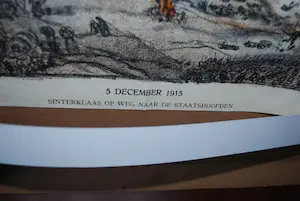 5 DECEMBER 1915
SINTERKLAAS OP WEG NAAR DE STAATSHOOFDEN